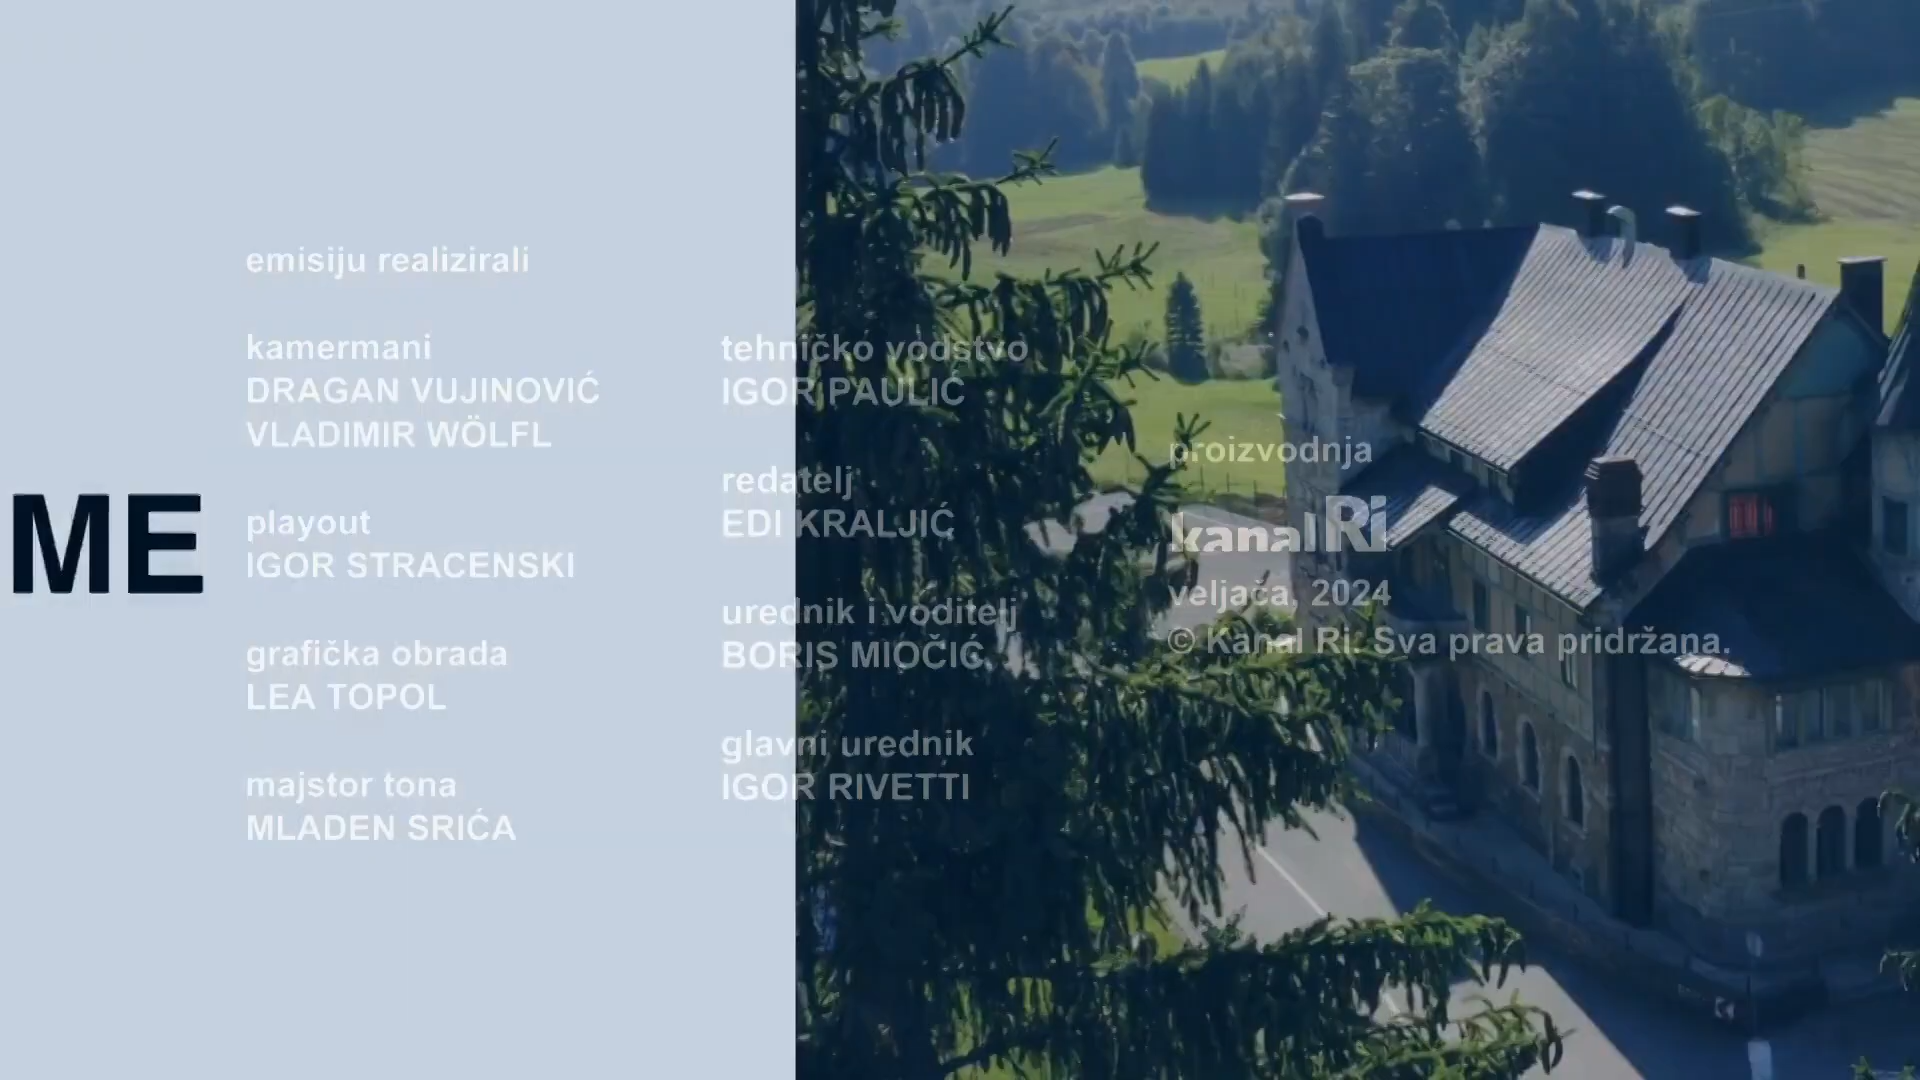 ME
emisiju realizirali
kamermani
DRAGAN VUJINOVIĆ
VLADIMIR WÖLFL
playout
IGOR STRACENSKI
grafička obrada
LEA TOPOL
majstor tona
MLADEN SRIĆA
tehničko vodstvo
IGOR PAULIĆ
redatelj
EDI KRALJIĆ
urednik i voditelj
BORIS MIOČIĆ
glavni urednik
IGOR RIVETTI
proizvodnja
kanal Ri
veljača, 2024
© Kanal Ri. Sva prava pridržana.